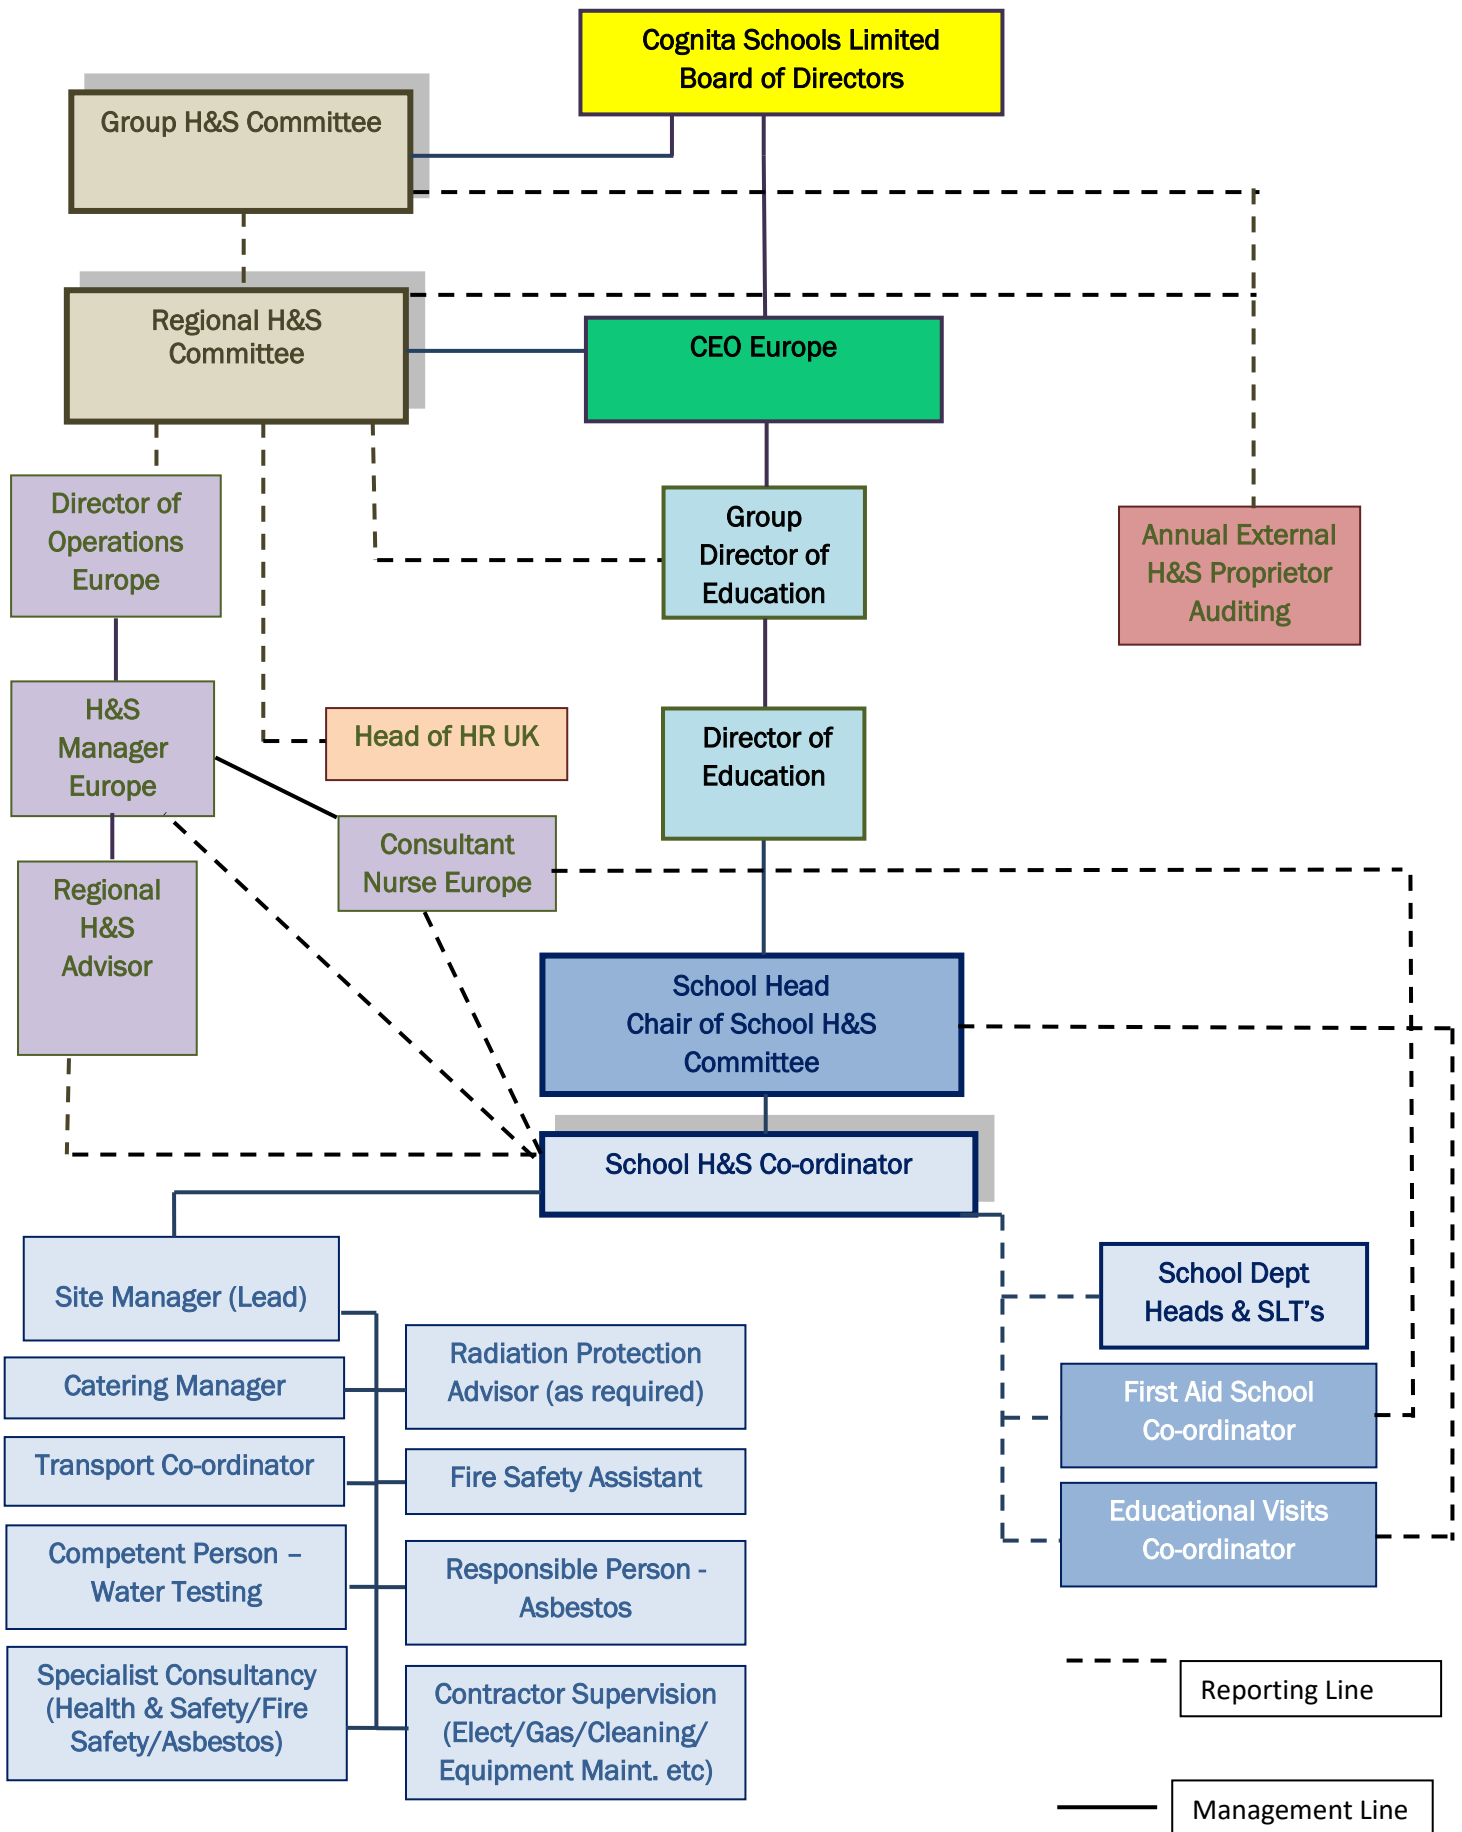 Cognita Schools Limited
Board of Directors
Group H&S Committee
Regional H&S
Committee
CEO Europe
Director of
Operations
Europe
Group
Director of
Education
Annual External
H&S Proprietor
Auditing
H&S
Manager
Europe
Head of HR UK
Director of
Education
Consultant
Nurse Europe
Regional
H&S
Advisor
School Head
Chair of School H&S
Committee
School H&S Co-ordinator
Site Manager (Lead)
School Dept
Heads & SLT's
Radiation Protection
Advisor (as required)
Catering Manager
First Aid School
Co-ordinator
Transport Co-ordinator
Fire Safety Assistant
Educational Visits
Co-ordinator
Competent Person –
Water Testing
Responsible Person -
Asbestos
Specialist Consultancy
(Health & Safety/Fire
Safety/Asbestos)
Contractor Supervision
(Elect/Gas/Cleaning/
Equipment Maint. etc)
Reporting Line
Management Line